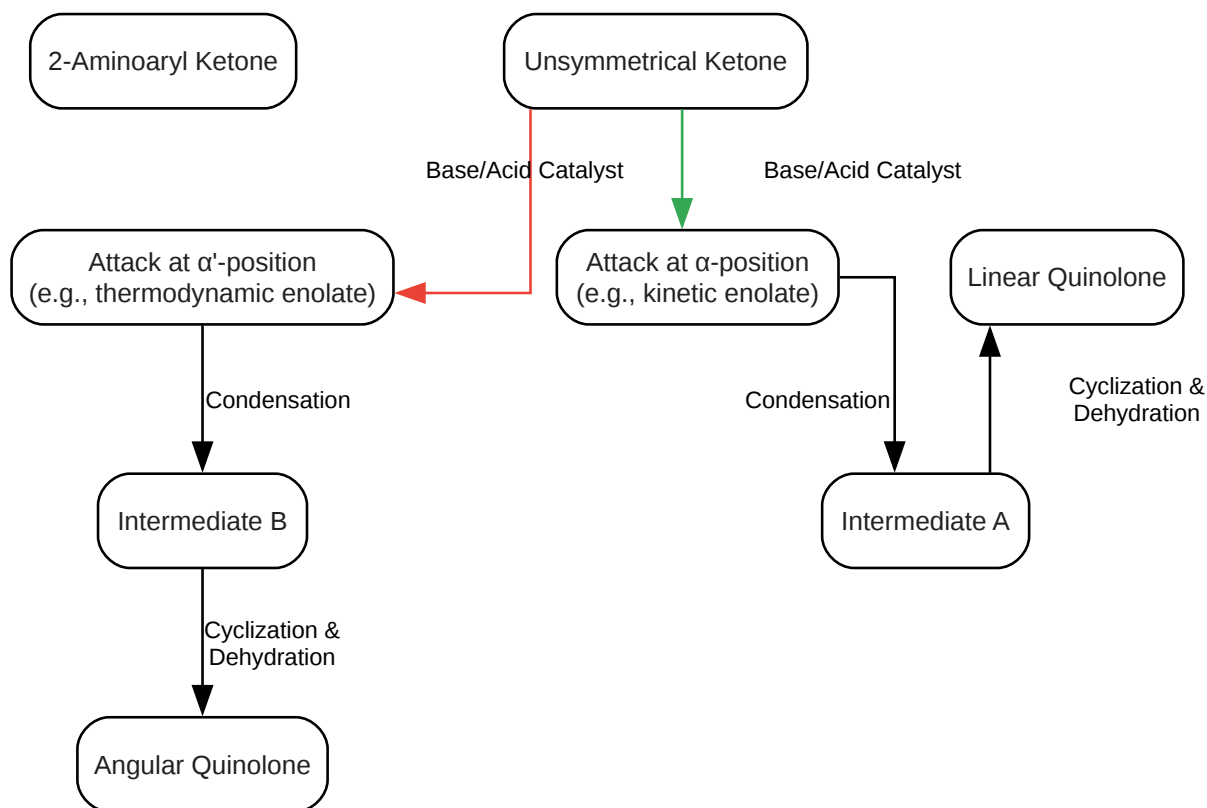 2-Aminoaryl Ketone
Unsymmetrical Ketone
Base/Acid Catalyst
Base/Acid Catalyst
Attack at α'-position
(e.g., thermodynamic enolate)
Attack at α-position
(e.g., kinetic enolate)
Linear Quinolone
Condensation
Condensation
Cyclization &
Dehydration
Intermediate B
Intermediate A
Cyclization &
Dehydration
Angular Quinolone